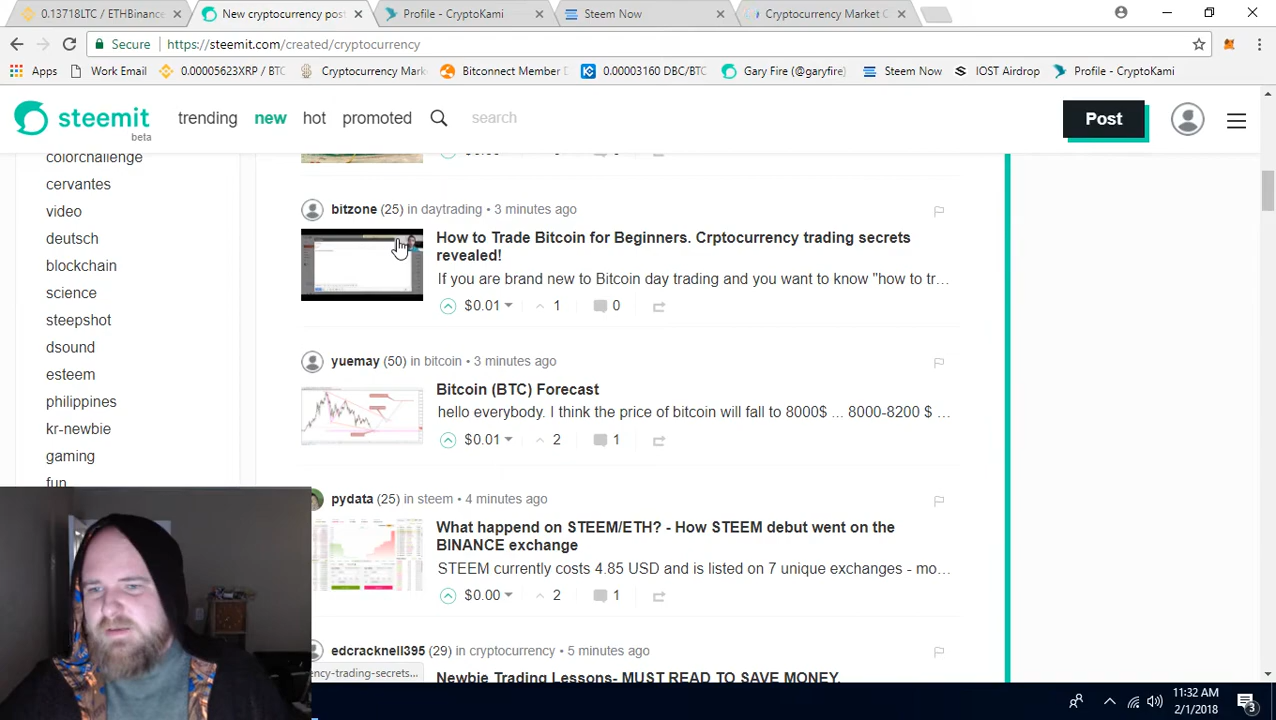 0.13718LTC / ETHBinance
New cryptocurrency post
Profile - CryptoKami
Steem Now
Cryptocurrency Market C
Secure
https://steemit.com/created/cryptocurrency
Apps
Work Email
0.00005623XRP / BTC
Cryptocurrency Mark
Bitconnect Member D
0.00003160 DBC/BTC
Gary Fire (@garyfire)
Steem Now
IOST Airdrop
Profile - CryptoKami
steemit
beta
trending
new
hot
promoted
search
Post
colorchallenge
cervantes
video
deutsch
blockchain
science
steepshot
dsound
esteem
philippines
kr-newbie
gaming
fun
bitzone (25) in daytrading • 3 minutes ago
How to Trade Bitcoin for Beginners. Crptocurrency trading secrets
revealed!
If you are brand new to Bitcoin day trading and you want to know "how to tr...
$0.01 1 0
yuemay (50) in bitcoin • 3 minutes ago
Bitcoin (BTC) Forecast
hello everybody. I think the price of bitcoin will fall to 8000$ ... 8000-8200 $ ...
$0.01 2 1
pydata (25) in steem • 4 minutes ago
What happend on STEEM/ETH? - How STEEM debut went on the
BINANCE exchange
STEEM currently costs 4.85 USD and is listed on 7 unique exchanges - mo...
$0.00 2 1
edcracknell395 (29) in cryptocurrency • 5 minutes ago
Newbie Trading Lessons- MUST READ TO SAVE MONEY.
ency-trading-secrets...
11:32 AM
2/1/2018
3